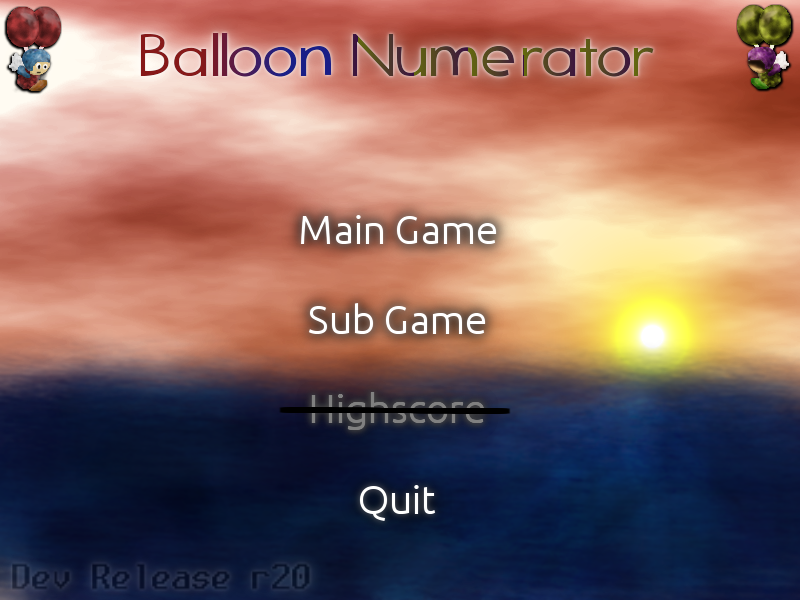 Balloon Numerator
Main Game
Sub Game
Highscore
Quit
Dev Release r20